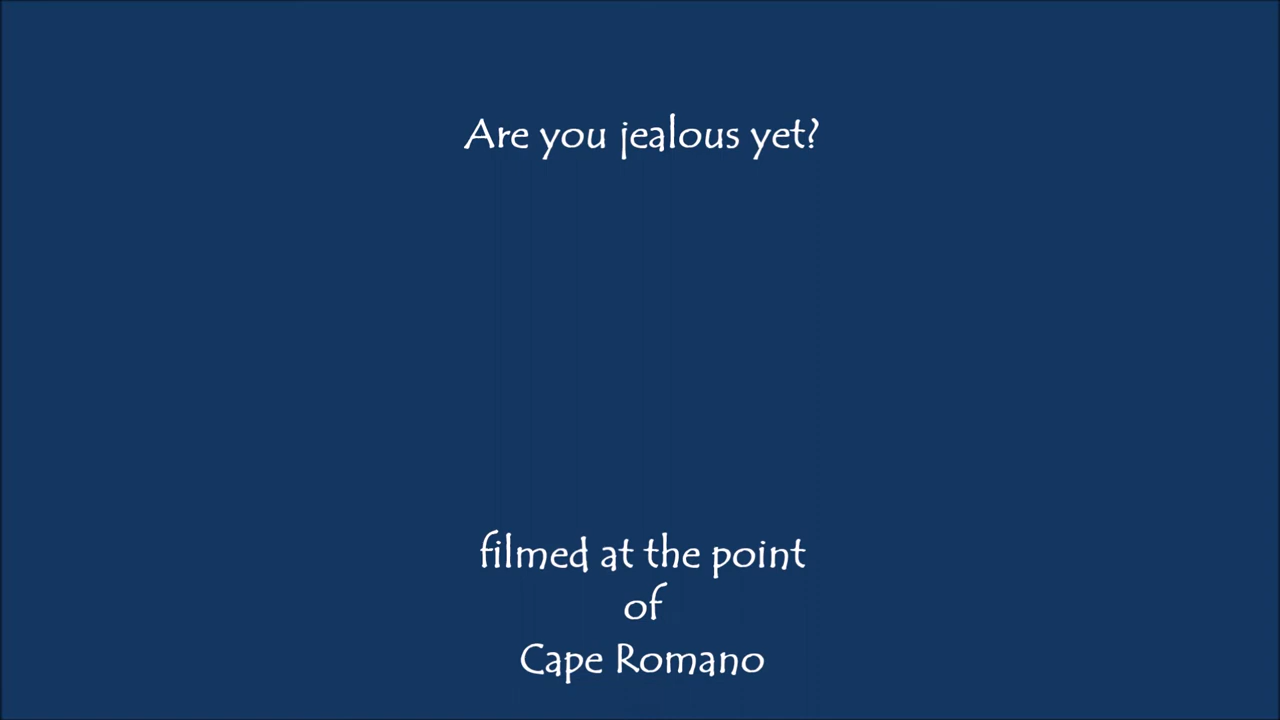 Are you jealous yet?
filmed at the point
of
Cape Romano